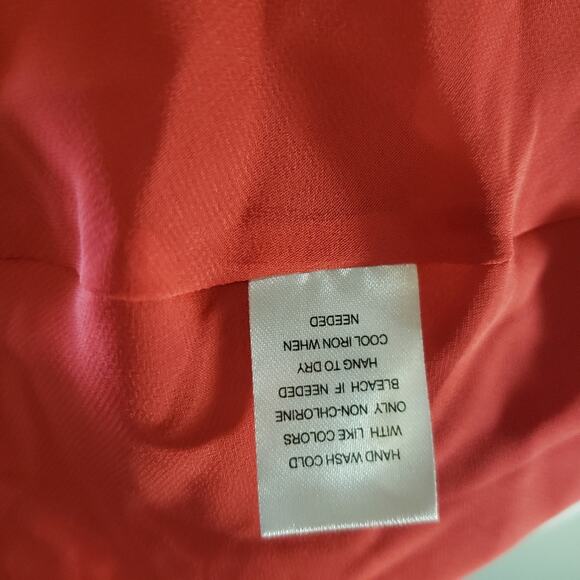 HAND WASH COLD
WITH LIKE COLORS
ONLY NON-CHLORINE
BLEACH IF NEEDED
HANG TO DRY
COOL IRON WHEN
NEEDED